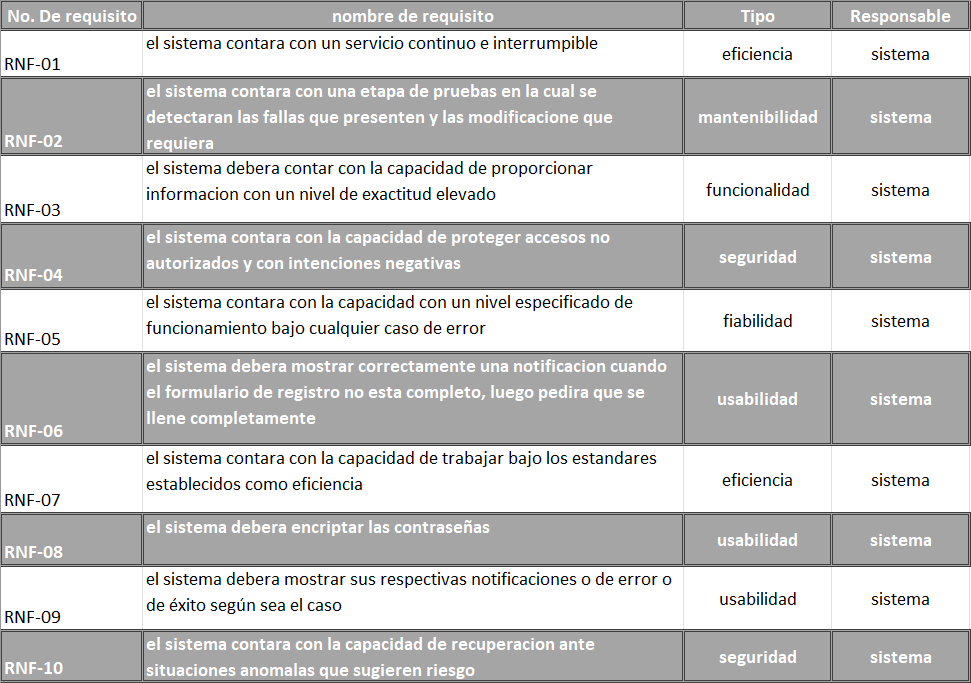 No. De requisito nombre de requisito Tipo Responsable
RNF-01 el sistema contara con un servicio continuo e interrumpible eficiencia sistema
el sistema contara con una etapa de pruebas en la cual se
detectaran las fallas que presenten y las modificacione que
RNF-02 requiera mantenibilidad sistema
el sistema debera contar con la capacidad de proporcionar
informacion con un nivel de exactitud elevado
RNF-03 funcionalidad sistema
el sistema contara con la capacidad de proteger accesos no
autorizados y con intenciones negativas
RNF-04 seguridad sistema
el sistema contara con la capacidad con un nivel especificado de
funcionamiento bajo cualquier caso de error
RNF-05 fiabilidad sistema
el sistema debera mostrar correctamente una notificacion cuando
el formulario de registro no esta completo, luego pedira que se
llene completamente
RNF-06 usabilidad sistema
el sistema contara con la capacidad de trabajar bajo los estandares
establecidos como eficiencia
RNF-07 eficiencia sistema
el sistema debera encriptar las contraseñas
RNF-08 usabilidad sistema
el sistema debera mostrar sus respectivas notificaciones o de error o
de éxito según sea el caso
RNF-09 usabilidad sistema
el sistema contara con la capacidad de recuperacion ante
situaciones anomalas que sugieren riesgo
RNF-10 seguridad sistema